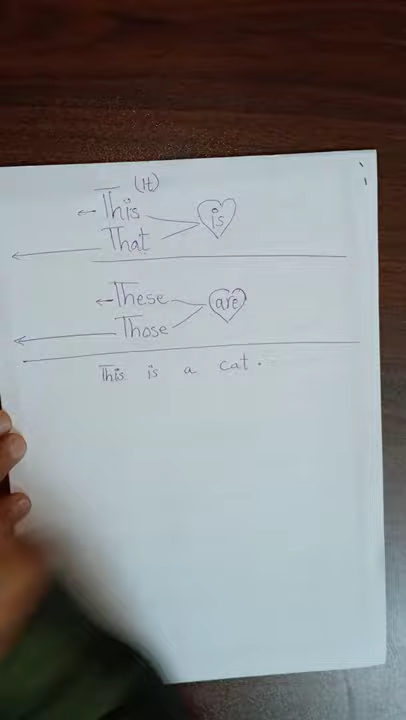 (It)
This
is
That
These
are
Those
This is a cat.